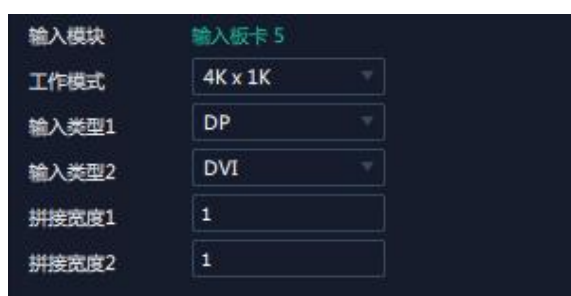 输入模块 输入板卡 5
工作模式 4K x 1K
输入类型1 DP
输入类型2 DVI
拼接宽度1 1
拼接宽度2 1